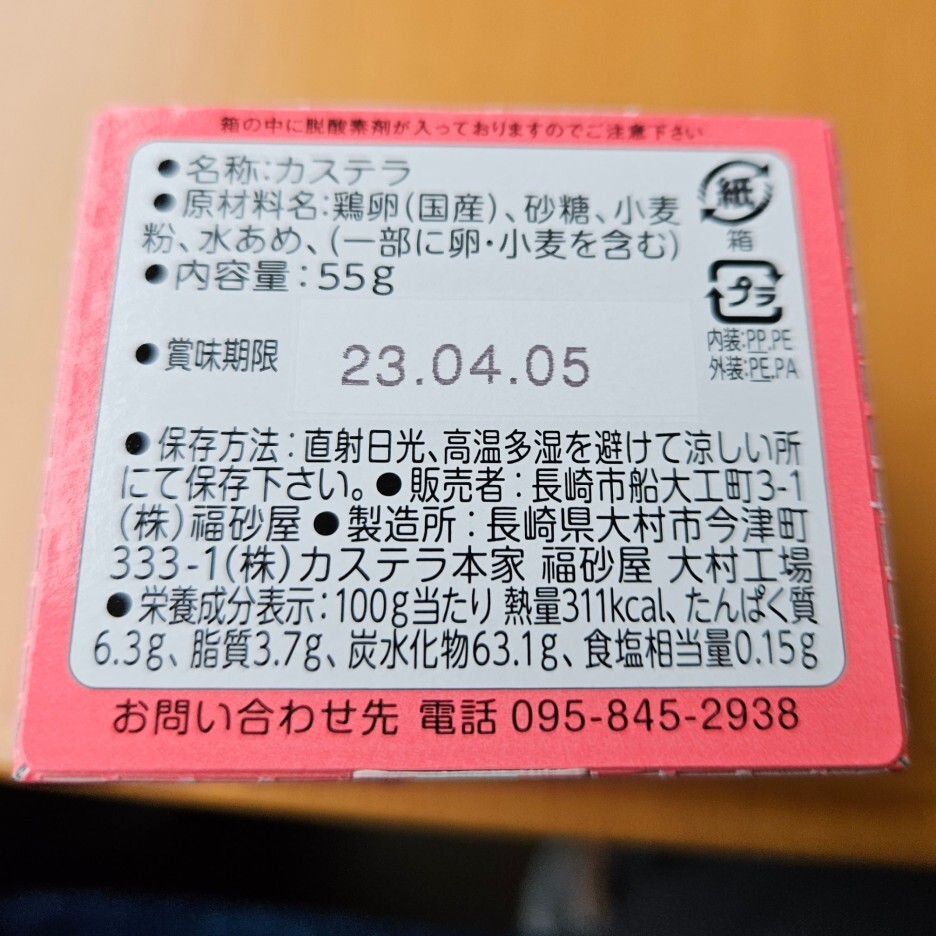 箱の中に脱酸素剤が入っておりますのでご注意下さい
●名称:カステラ
●原材料名:鶏卵(国産)、砂糖、小麦
粉、水あめ、(一部に卵・小麦を含む)
●内容量:55g
紙
箱
プラ
内装:PP.PE
外装:PE.PA
●賞味期限 23.04.05
●保存方法:直射日光、高温多湿を避けて涼しい所
にて保存下さい。●販売者:長崎市船大工町3-1
(株)福砂屋 ●製造所:長崎県大村市今津町
333-1(株)カステラ本家 福砂屋 大村工場
●栄養成分表示:100g当たり 熱量311kcal、たんぱく質
6.3g、脂質3.7g、炭水化物63.1g、食塩相当量0.15g
お問い合わせ先 電話 095-845-2938